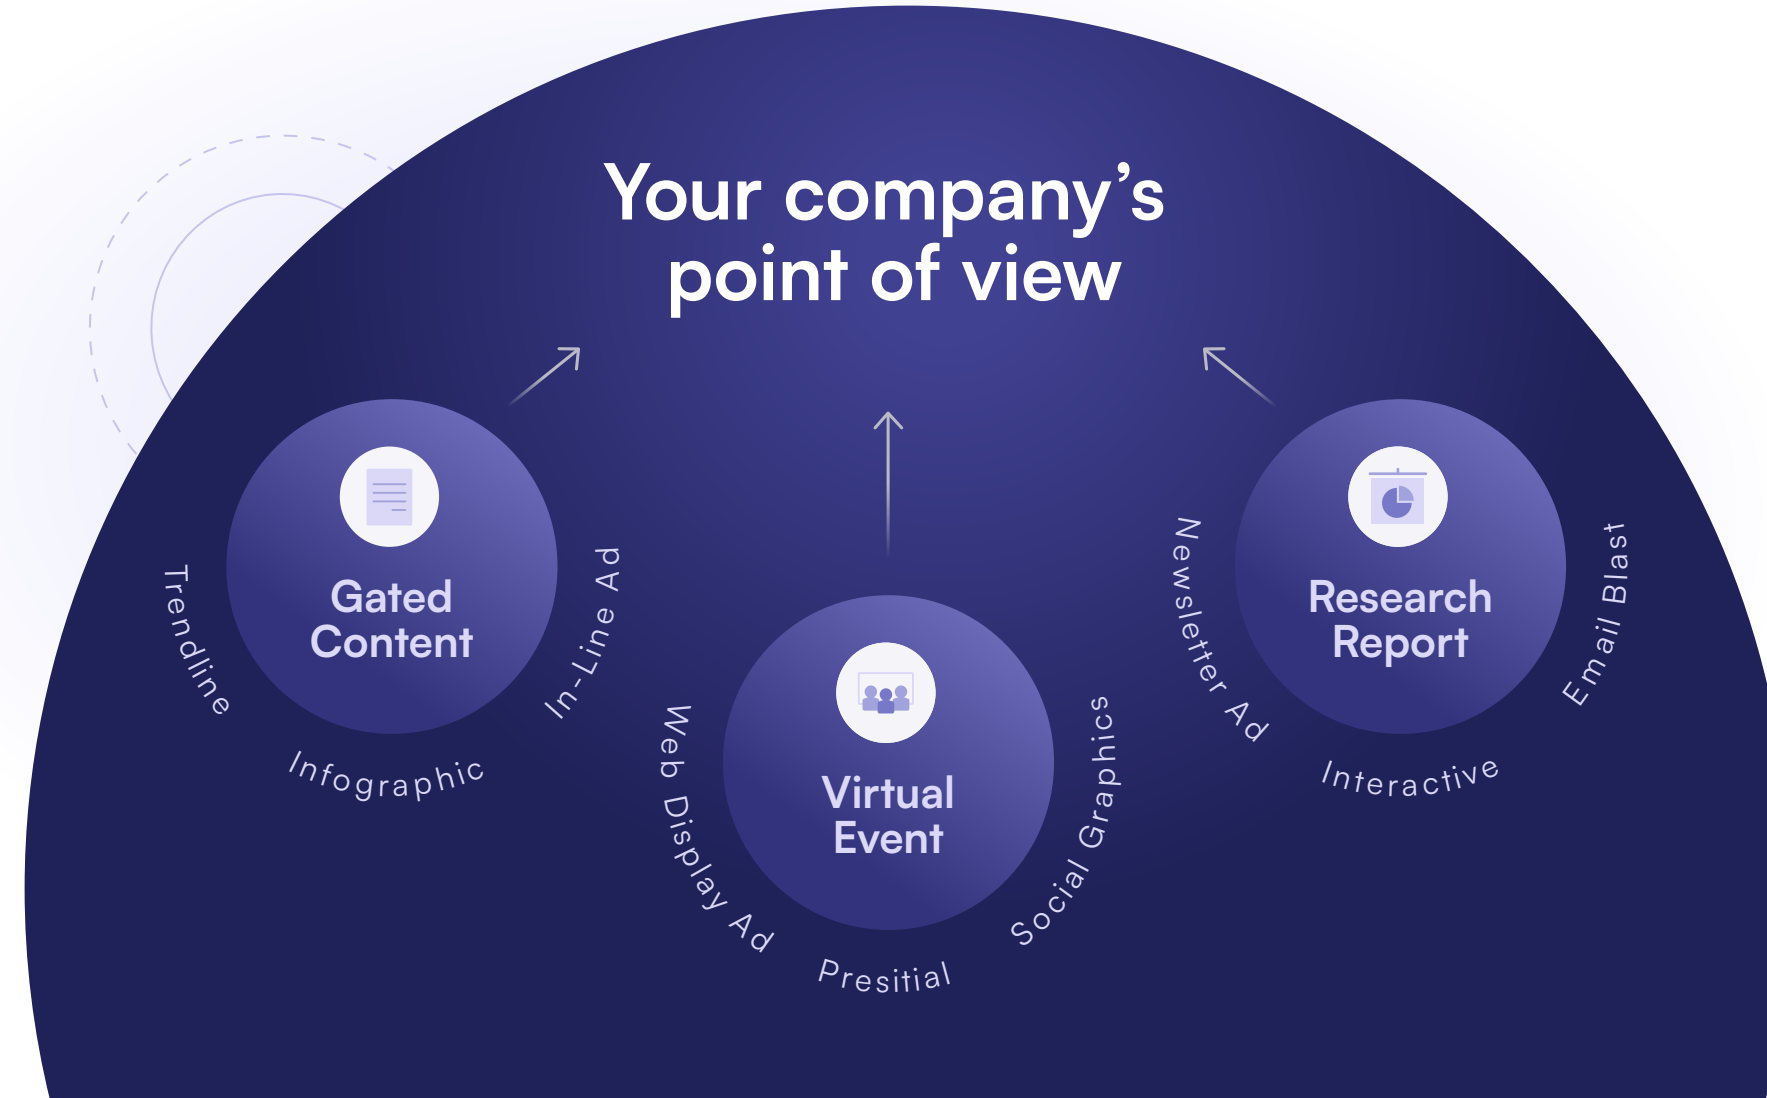 Your company’s
point of view
Gated
Content
Trendline
Infographic
In-Line Ad
Virtual
Event
Web Display Ad
Presitial
Social Graphics
Research
Report
Newsletter Ad
Interactive
Email Blast